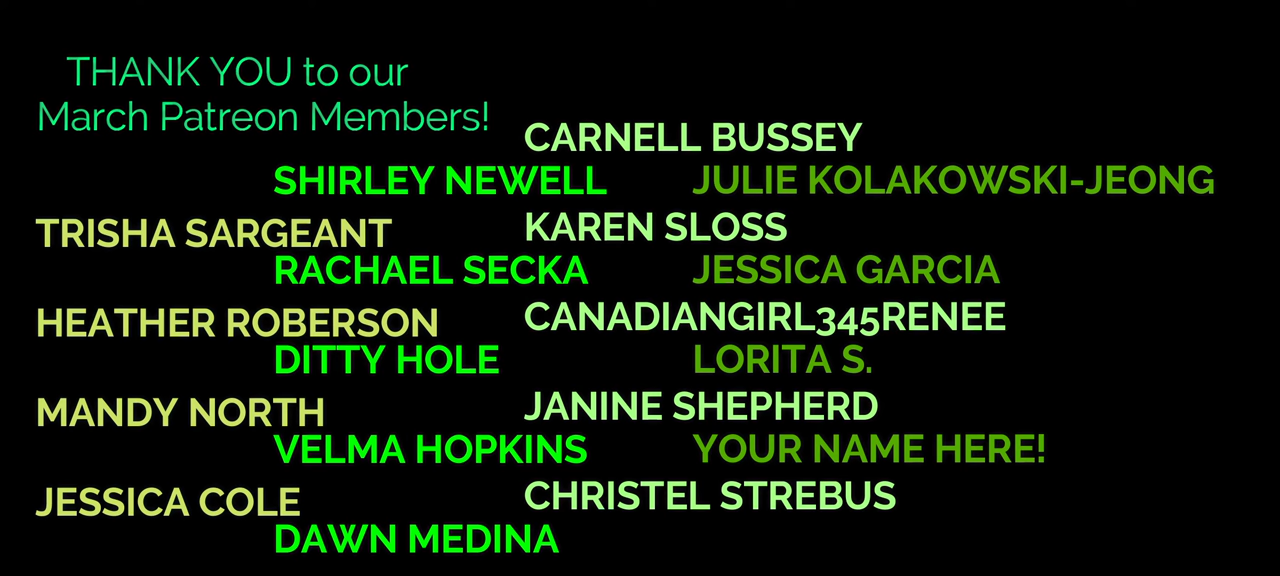 THANK YOU to our
March Patreon Members!
CARNELL BUSSEY
SHIRLEY NEWELL
JULIE KOLAKOWSKI-JEONG
TRISHA SARGEANT
KAREN SLOSS
RACHAEL SECKA
JESSICA GARCIA
HEATHER ROBERSON
CANADIANGIRL345RENEE
DITTY HOLE
LORITA S.
MANDY NORTH
JANINE SHEPHERD
VELMA HOPKINS
YOUR NAME HERE!
JESSICA COLE
CHRISTEL STREBUS
DAWN MEDINA